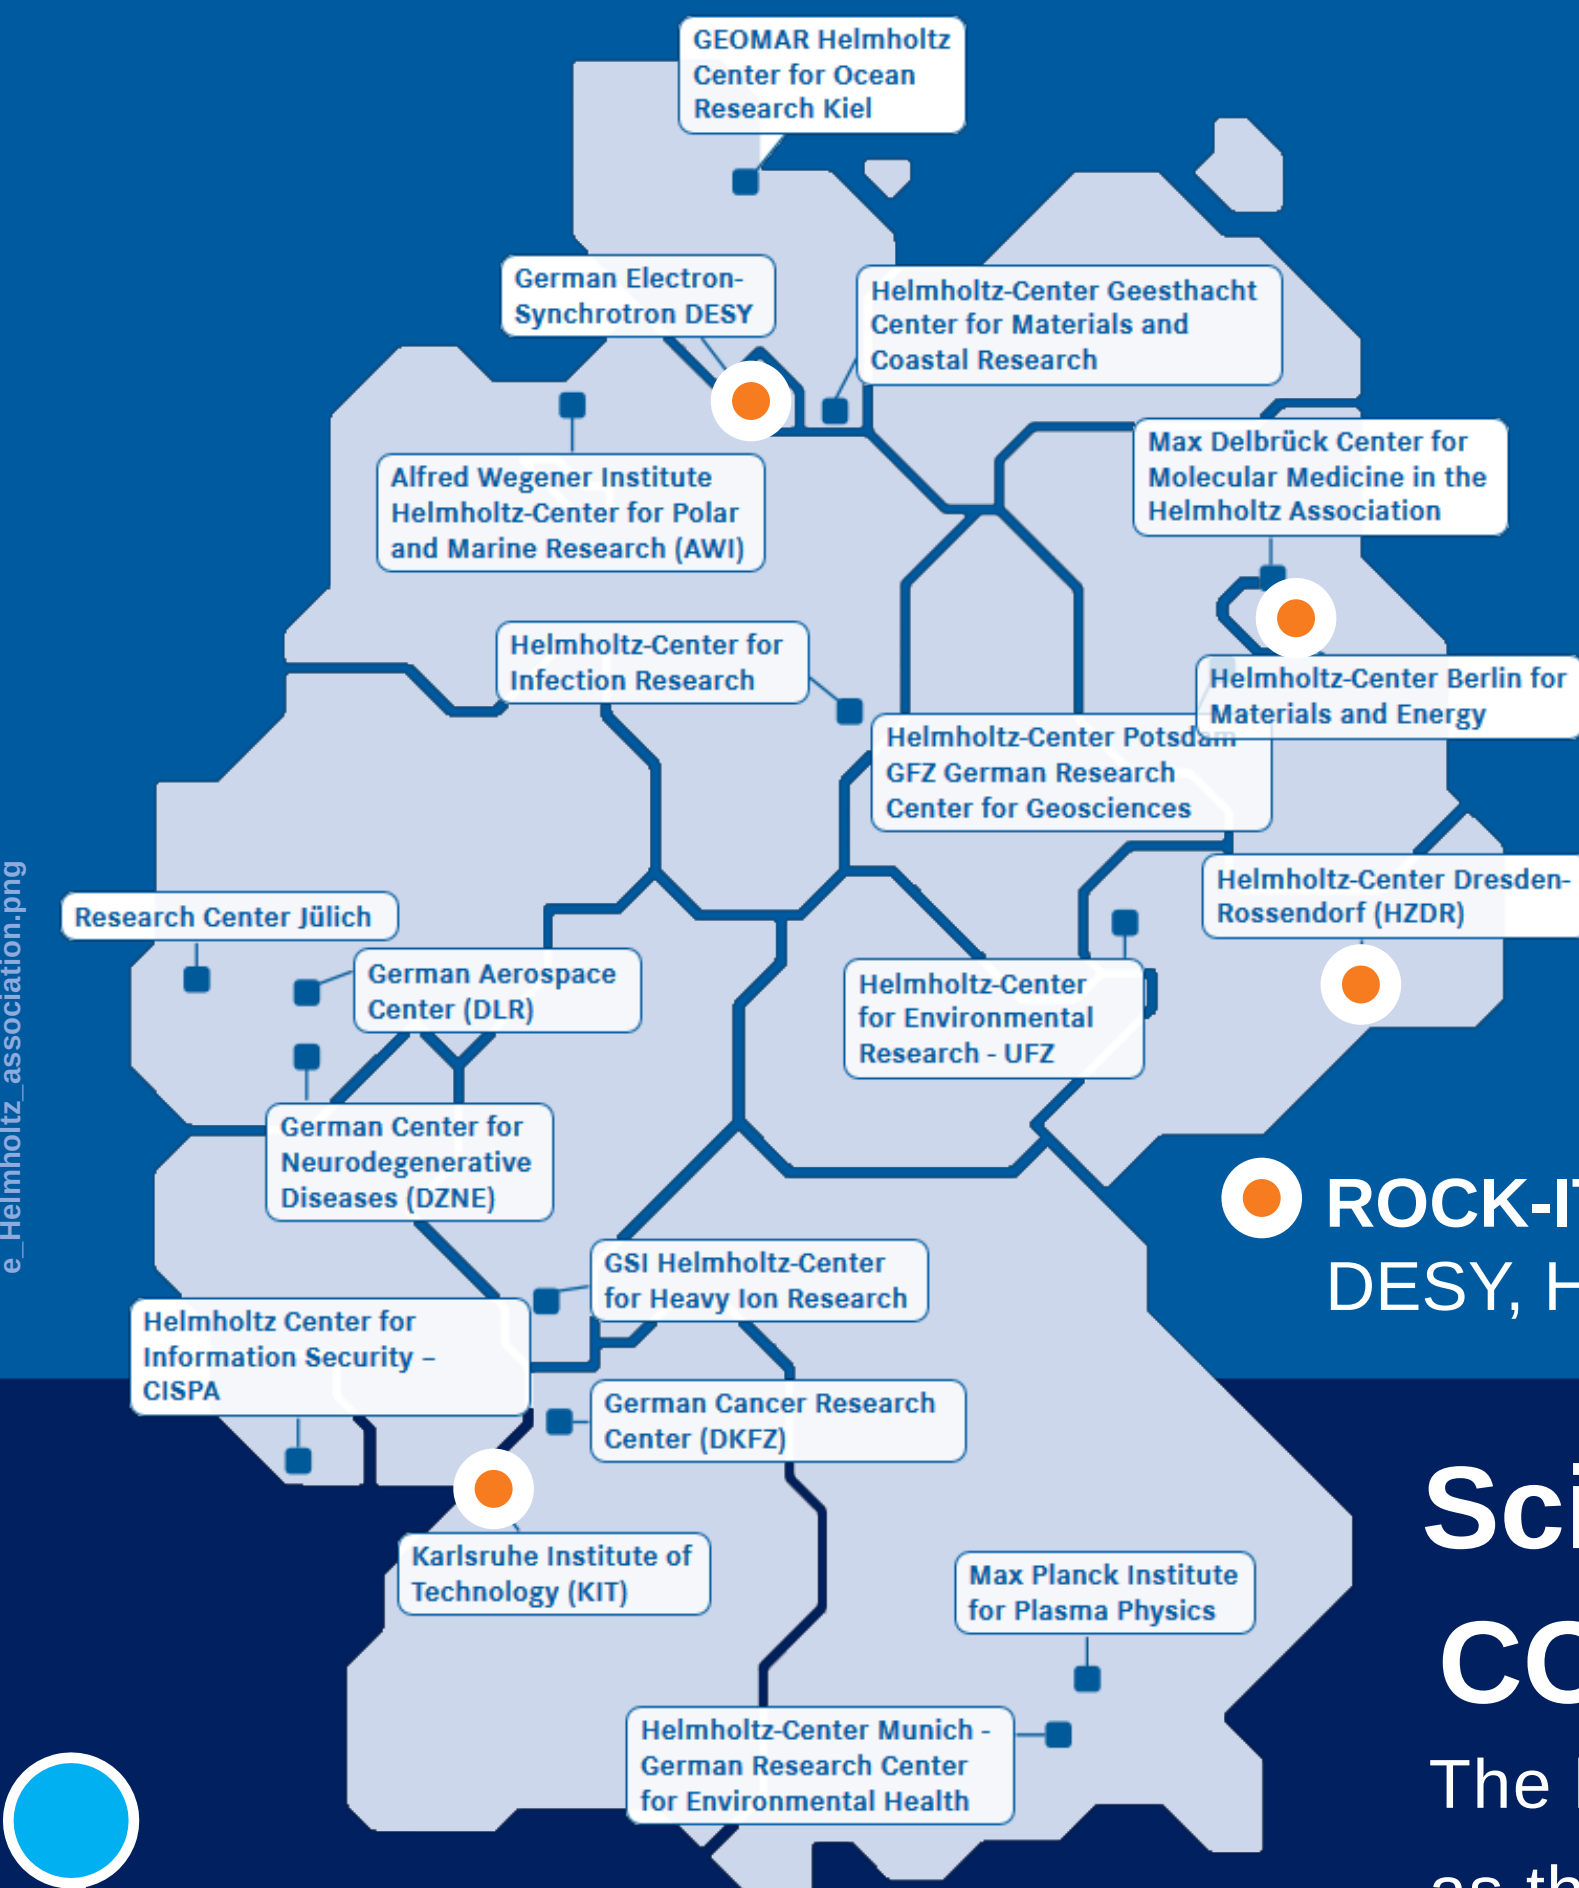 GEOMAR Helmholtz
Center for Ocean
Research Kiel
German Electron-
Synchrotron DESY
Helmholtz-Center Geesthacht
Center for Materials and
Coastal Research
Alfred Wegener Institute
Helmholtz-Center for Polar
and Marine Research (AWI)
Max Delbrück Center for
Molecular Medicine in the
Helmholtz Association
Helmholtz-Center for
Infection Research
Helmholtz-Center Berlin for
Materials and Energy
Helmholtz-Center Potsdam
GFZ German Research
Center for Geosciences
Helmholtz-Center Dresden-
Rossendorf (HZDR)
Research Center Jülich
German Aerospace
Center (DLR)
Helmholtz-Center
for Environmental
Research - UFZ
German Center for
Neurodegenerative
Diseases (DZNE)
e_Helmholtz_association.png
ROCK-IT
DESY, H
GSI Helmholtz-Center
for Heavy Ion Research
Helmholtz Center for
Information Security –
CISPA
German Cancer Research
Center (DKFZ)
Karlsruhe Institute of
Technology (KIT)
Max Planck Institute
for Plasma Physics
Helmholtz-Center Munich -
German Research Center
for Environmental Health
Sci
CO
The
as th